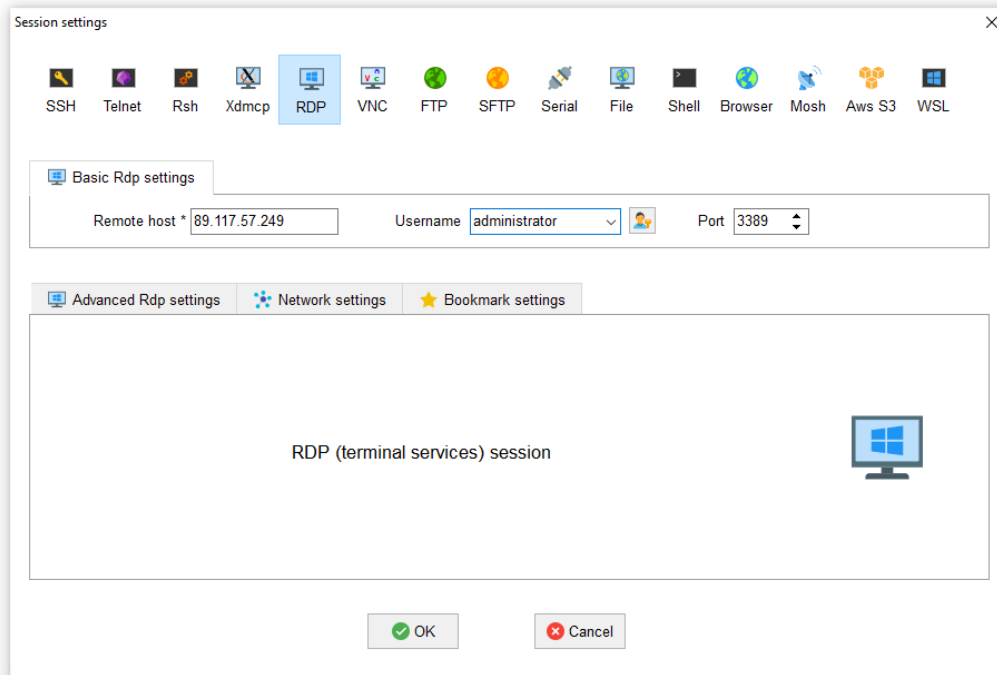 Session settings
SSH Telnet Rsh Xdmcp RDP VNC FTP SFTP Serial File Shell Browser Mosh Aws S3 WSL
Basic Rdp settings
Remote host * 89.117.57.249 Username administrator Port 3389
Advanced Rdp settings Network settings Bookmark settings
RDP (terminal services) session
OK Cancel